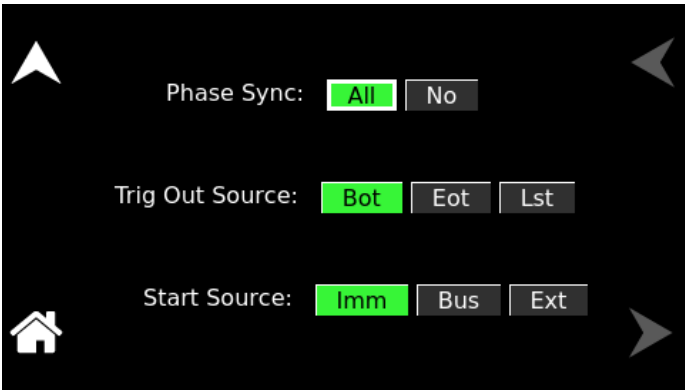 Phase Sync: All No
Trig Out Source: Bot Eot Lst
Start Source: Imm Bus Ext